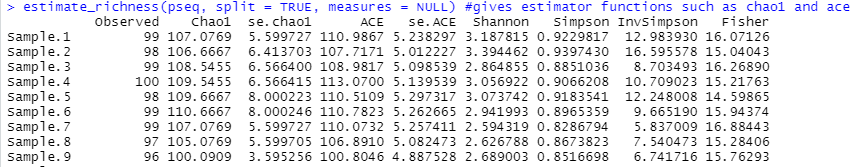 > estimate_richness(pseq, split = TRUE, measures = NULL) #gives estimator functions such as chao1 and ace
Observed Chao1 se.chao1 ACE se.ACE Shannon Simpson InvSimpson Fisher
Sample.1 99 107.0769 5.599727 110.9867 5.238297 3.187815 0.9229817 12.983930 16.07126
Sample.2 98 106.6667 6.413703 107.7171 5.012227 3.394462 0.9397430 16.595578 15.04043
Sample.3 99 108.5455 6.566400 108.9817 5.098539 2.864855 0.8851036 8.703493 16.26890
Sample.4 100 109.5455 6.566415 113.0700 5.139539 3.056922 0.9066208 10.709023 15.21763
Sample.5 98 109.6667 8.000223 110.5109 5.297317 3.073742 0.9183541 12.248008 14.59865
Sample.6 99 110.6667 8.000246 110.7823 5.262665 2.941993 0.8965359 9.665190 15.94374
Sample.7 99 107.0769 5.599727 110.0732 5.257411 2.594319 0.8286794 5.837009 16.88443
Sample.8 97 105.0769 5.599705 106.8910 5.082473 2.626788 0.8673823 7.540473 15.28406
Sample.9 96 100.0909 3.595256 100.8046 4.887528 2.689003 0.8516698 6.741716 15.76293